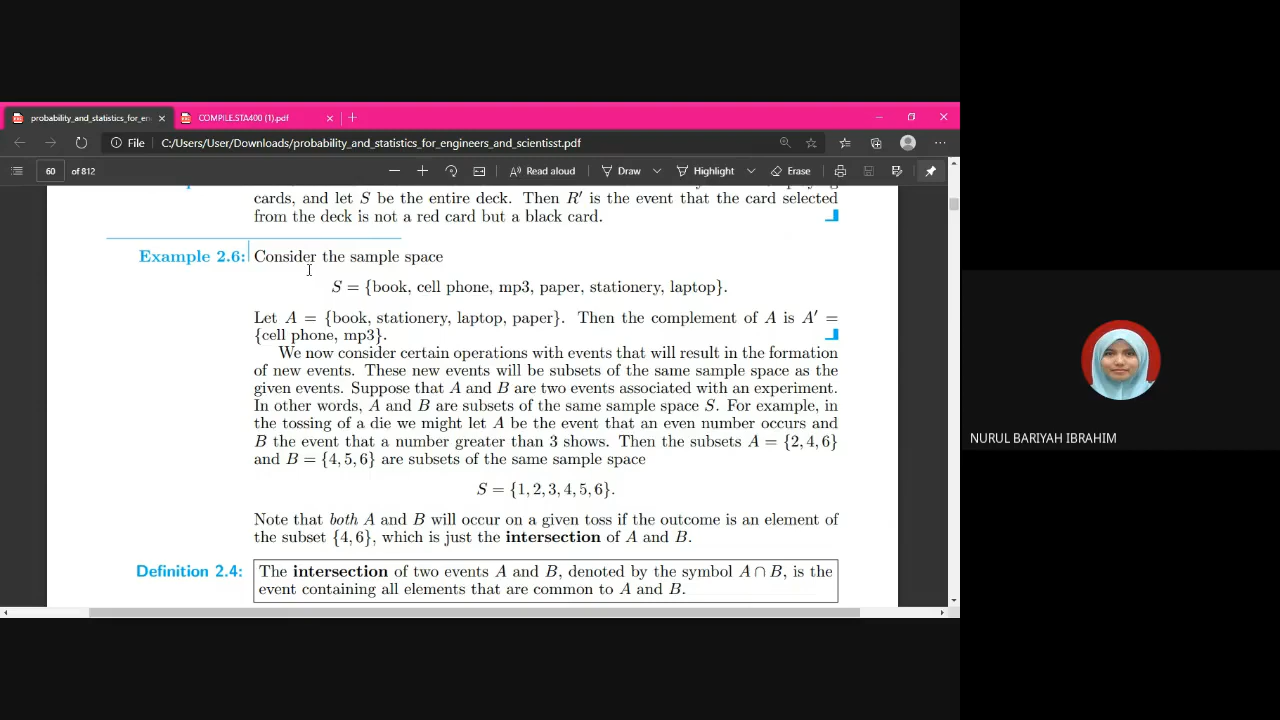 probability_and_statistics_for_en
COMPILE.STA400 (1).pdf
File
C:/Users/User/Downloads/probability_and_statistics_for_engineers_and_scientisst.pdf
60
of 812
Read aloud
Draw
Highlight
Erase
cards, and let S be the entire deck. Then R′ is the event that the card selected
from the deck is not a red card but a black card.
Example 2.6: Consider the sample space
S = {book, cell phone, mp3, paper, stationery, laptop}.
Let A = {book, stationery, laptop, paper}. Then the complement of A is A′ =
{cell phone, mp3}.
We now consider certain operations with events that will result in the formation
of new events. These new events will be subsets of the same sample space as the
given events. Suppose that A and B are two events associated with an experiment.
In other words, A and B are subsets of the same sample space S. For example, in
the tossing of a die we might let A be the event that an even number occurs and
B the event that a number greater than 3 shows. Then the subsets A = {2, 4, 6}
and B = {4, 5, 6} are subsets of the same sample space
S = {1, 2, 3, 4, 5, 6}.
Note that both A and B will occur on a given toss if the outcome is an element of
the subset {4, 6}, which is just the intersection of A and B.
Definition 2.4: The intersection of two events A and B, denoted by the symbol A ∩ B, is the
event containing all elements that are common to A and B.
NURUL BARIYAH IBRAHIM